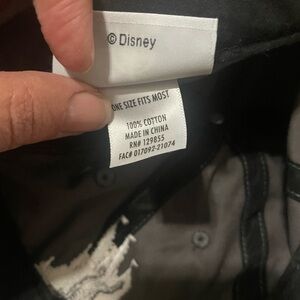 © Disney
ONE SIZE FITS MOST
100% COTTON
MADE IN CHINA
RN# 129855
FAC# 017092-21074